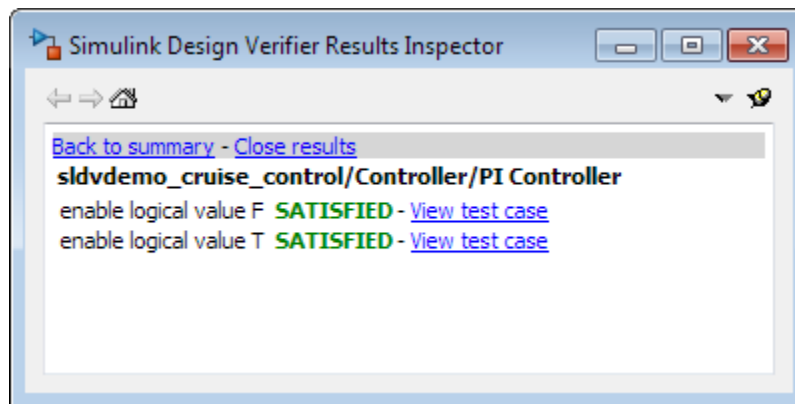 Simulink Design Verifier Results Inspector
Back to summary - Close results
sldvdemo_cruise_control/Controller/PI Controller
enable logical value F SATISFIED - View test case
enable logical value T SATISFIED - View test case